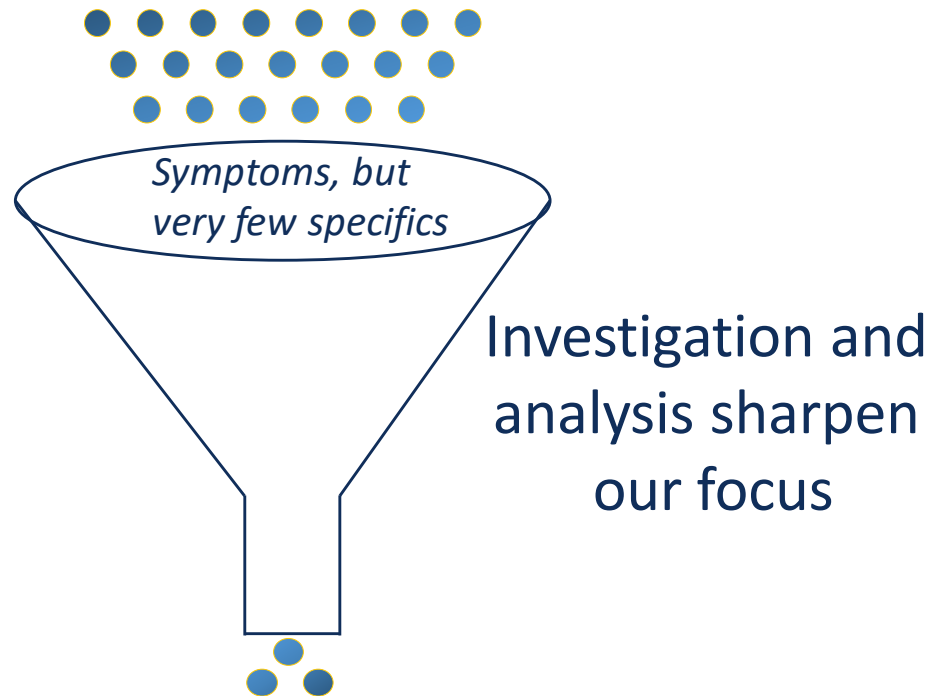 Symptoms, but
very few specifics
Investigation and
analysis sharpen
our focus